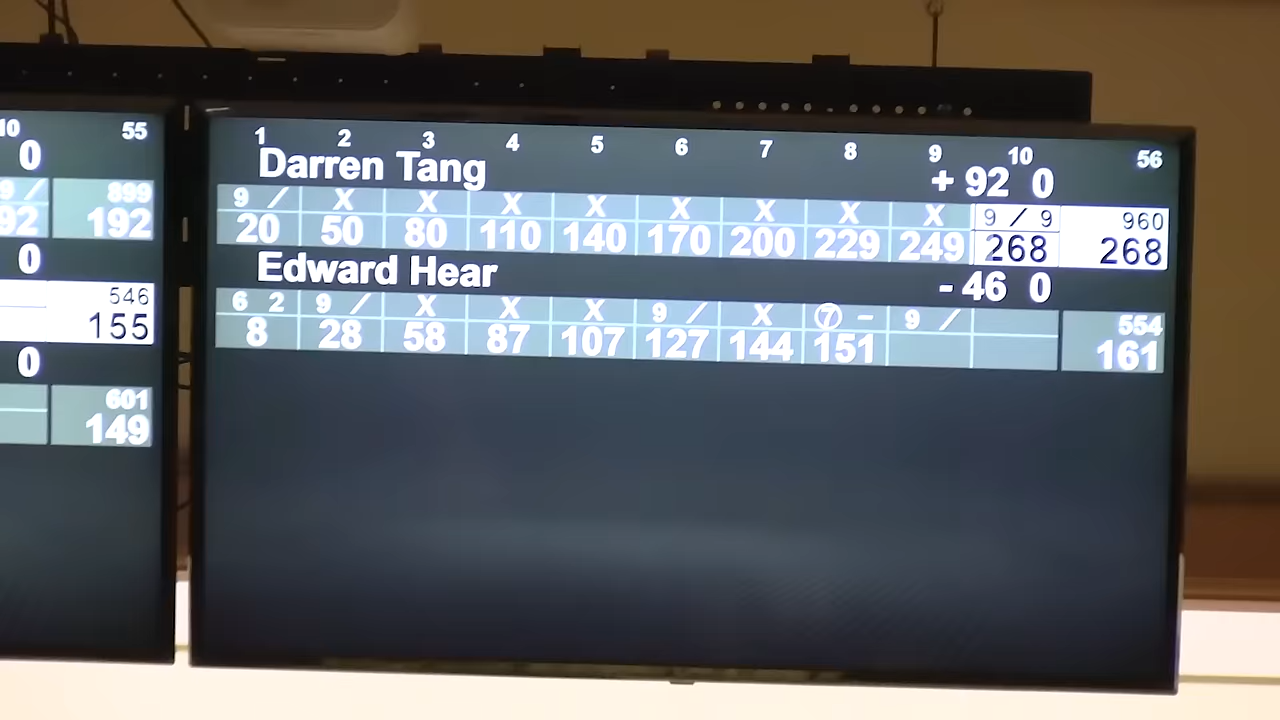 10 55
0
9 / 899
92 192
0
546
155
0
601
149
1 2 3 4 5 6 7 8 9 10 56
Darren Tang + 92 0
9 / X X X X X X X X 9 / 9 960
20 50 80 110 140 170 200 229 249 268 268
Edward Hear - 46 0
6 2 9 / X X X 9 / X ⑦ - 9 / 554
8 28 58 87 107 127 144 151 161